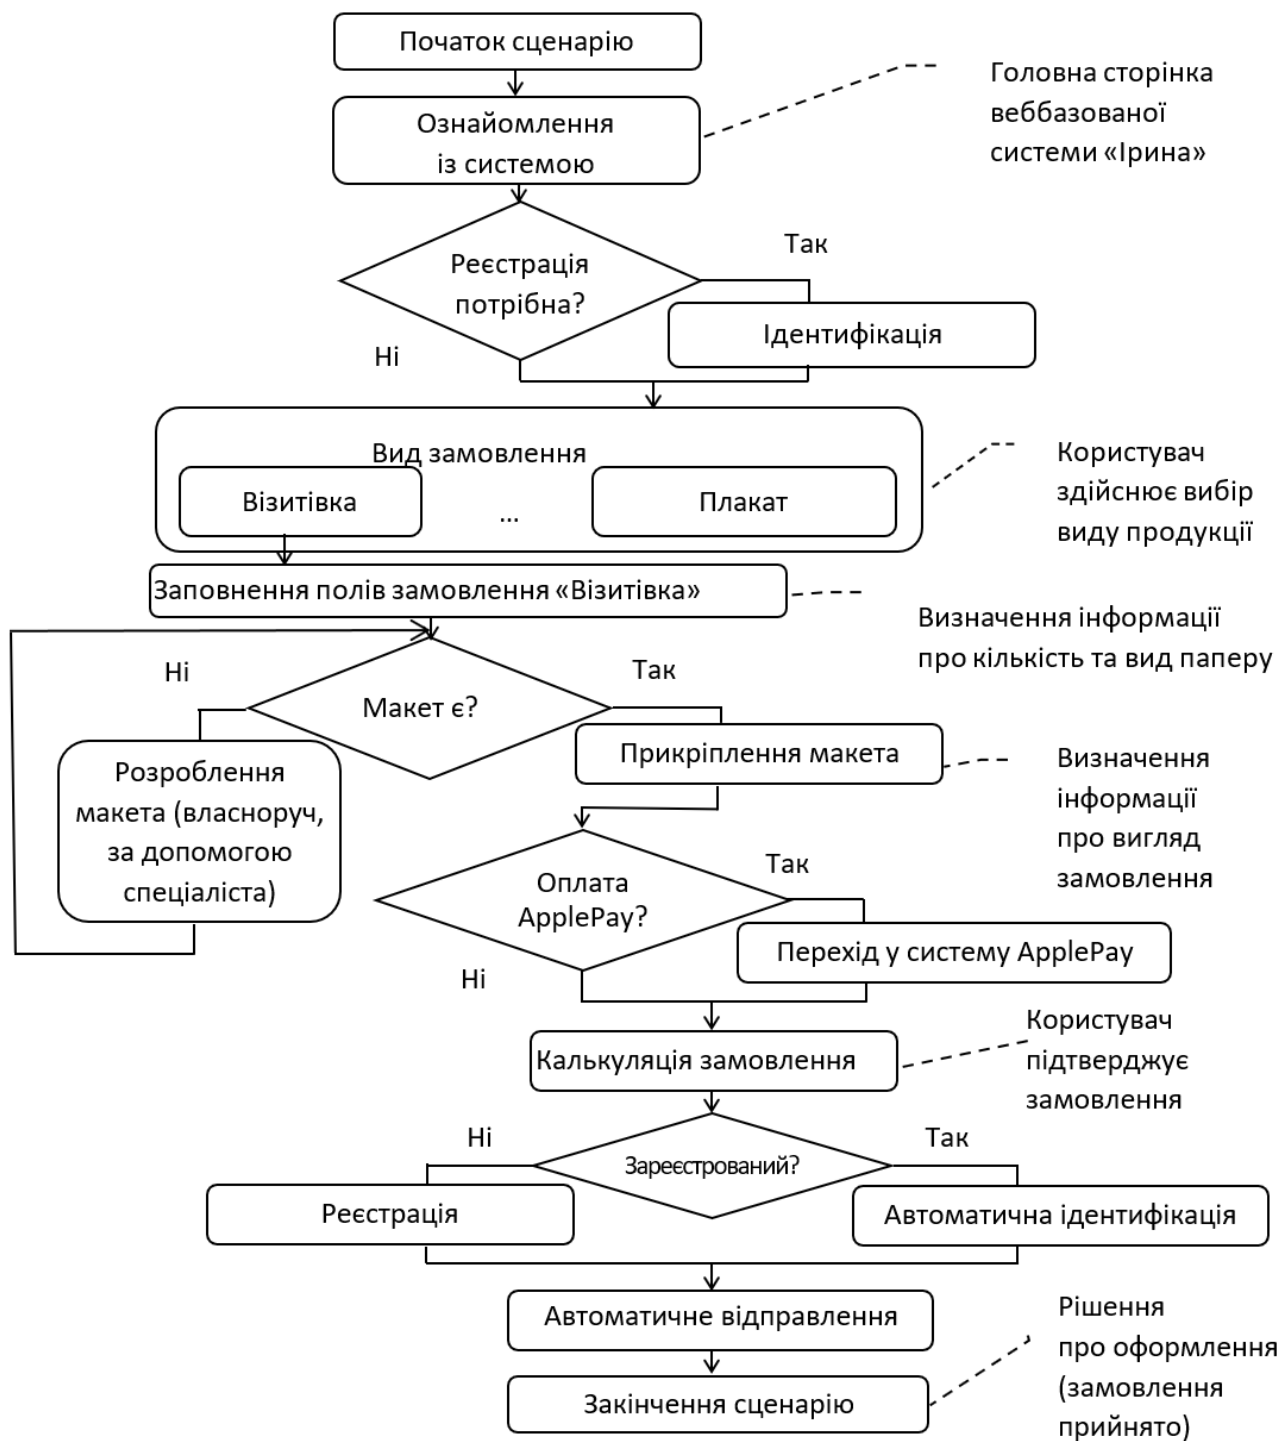 Початок сценарію
Головна сторінка
веббазованої
системи «Ірина»
Ознайомлення
із системою
Так
Реєстрація
потрібна?
Ідентифікація
Ні
Вид замовлення
Візитівка
...
Плакат
Користувач
здійснює вибір
виду продукції
Заповнення полів замовлення «Візитівка»
Визначення інформації
про кількість та вид паперу
Ні
Так
Макет є?
Прикріплення макета
Розроблення
макета (власноруч,
за допомогою
спеціаліста)
Визначення
інформації
про вигляд
замовлення
Так
Оплата
ApplePay?
Перехід у систему ApplePay
Ні
Калькуляція замовлення
Користувач
підтверджує
замовлення
Ні
Так
Зареєстрований?
Реєстрація
Автоматична ідентифікація
Автоматичне відправлення
Рішення
про оформлення
(замовлення
прийнято)
Закінчення сценарію